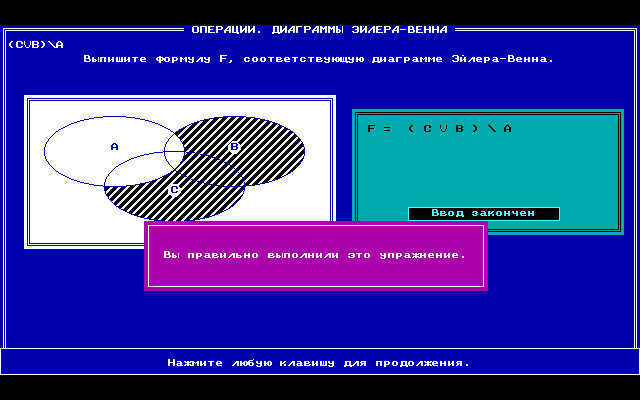 ОПЕРАЦИИ. ДИАГРАММЫ ЭЙЛЕРА-ВЕННА
(C∪B)\A
Выпишите формулу F, соответствующую диаграмме Эйлера-Венна.
A
B
C
F = (C∪B)\A
Ввод закончен
Вы правильно выполнили это упражнение.
Нажмите любую клавишу для продолжения.